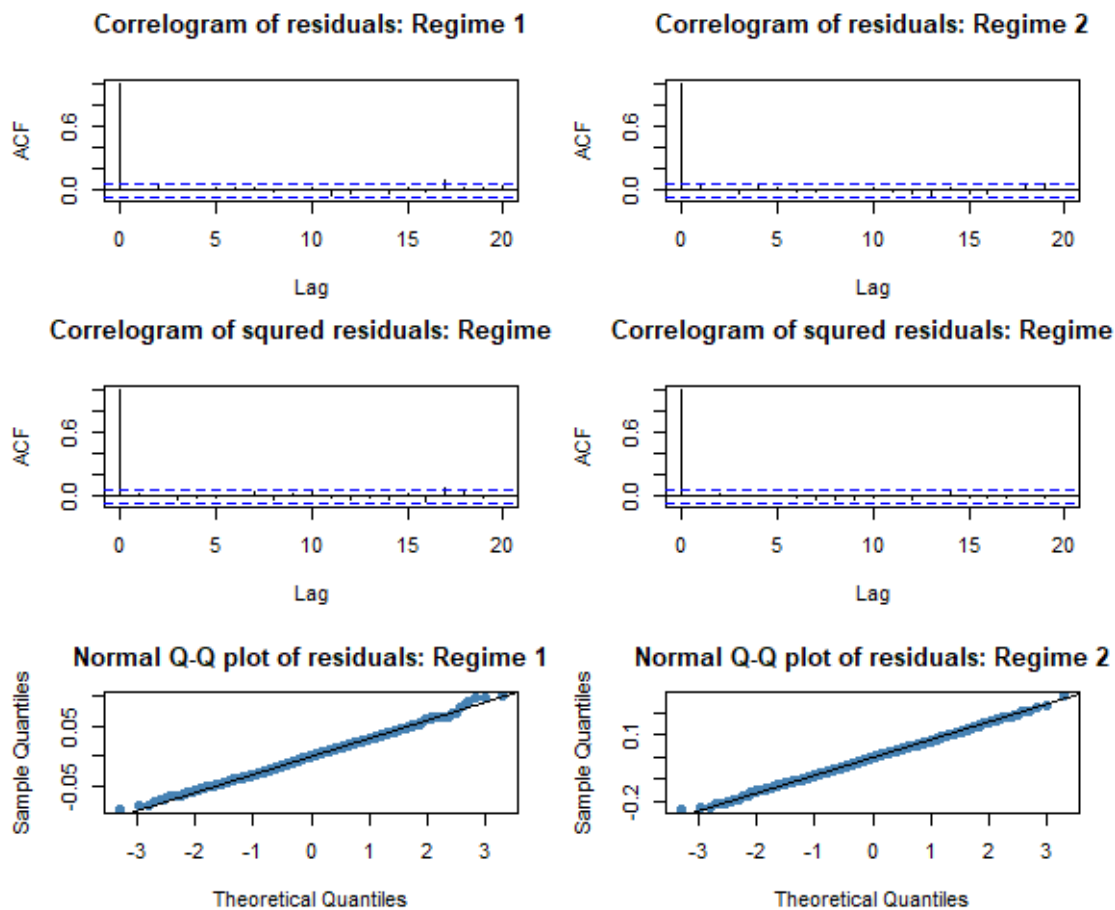 Correlogram of residuals: Regime 1
ACF
0.6
0.0
0 5 10 15 20
Lag
Correlogram of residuals: Regime 2
ACF
0.6
0.0
0 5 10 15 20
Lag
Correlogram of squred residuals: Regime
ACF
0.6
0.0
0 5 10 15 20
Lag
Correlogram of squred residuals: Regime
ACF
0.6
0.0
0 5 10 15 20
Lag
Normal Q-Q plot of residuals: Regime 1
Sample Quantiles
0.05
-0.05
-3 -2 -1 0 1 2 3
Theoretical Quantiles
Normal Q-Q plot of residuals: Regime 2
Sample Quantiles
0.1
-0.2
-3 -2 -1 0 1 2 3
Theoretical Quantiles